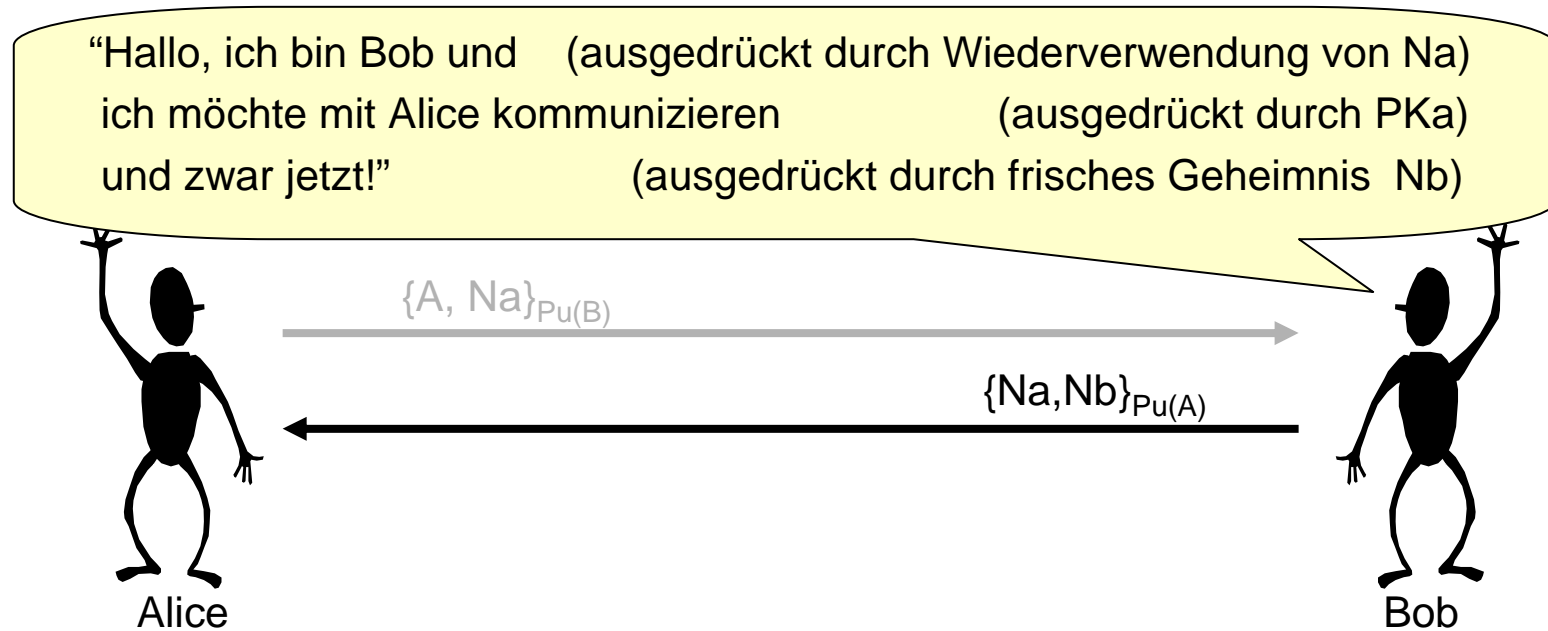 “Hallo, ich bin Bob und (ausgedrückt durch Wiederverwendung von Na)
ich möchte mit Alice kommunizieren (ausgedrückt durch PKa)
und zwar jetzt!” (ausgedrückt durch frisches Geheimnis Nb)
{A, Na}Pu(B)
{Na,Nb}Pu(A)
Alice Bob